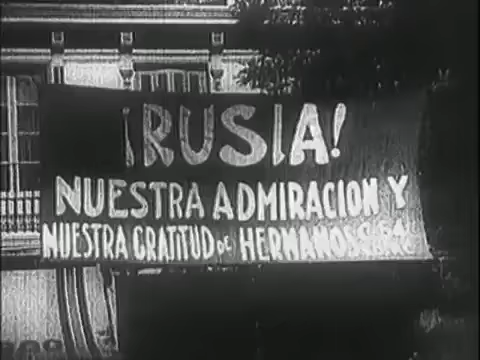 ¡RUSIA!
NUESTRA ADMIRACION Y
NUESTRA GRATITUD DE HERMANOS